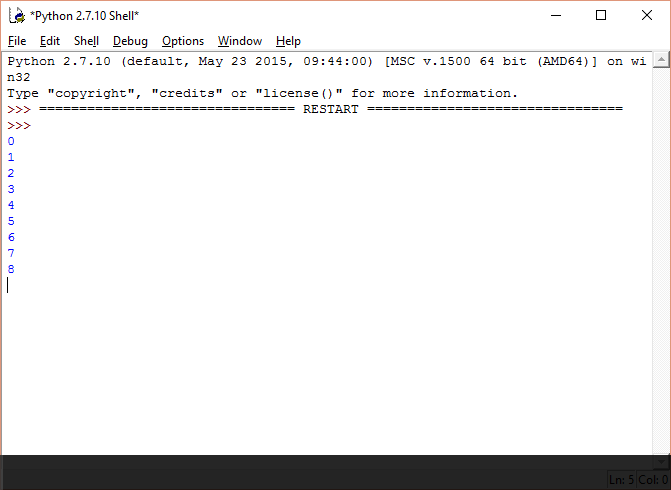 *Python 2.7.10 Shell*
File Edit Shell Debug Options Window Help
Python 2.7.10 (default, May 23 2015, 09:44:00) [MSC v.1500 64 bit (AMD64)] on wi
n32
Type "copyright", "credits" or "license()" for more information.
>>> ================================ RESTART ================================
>>>
0
1
2
3
4
5
6
7
8
Ln: 5 Col: 0